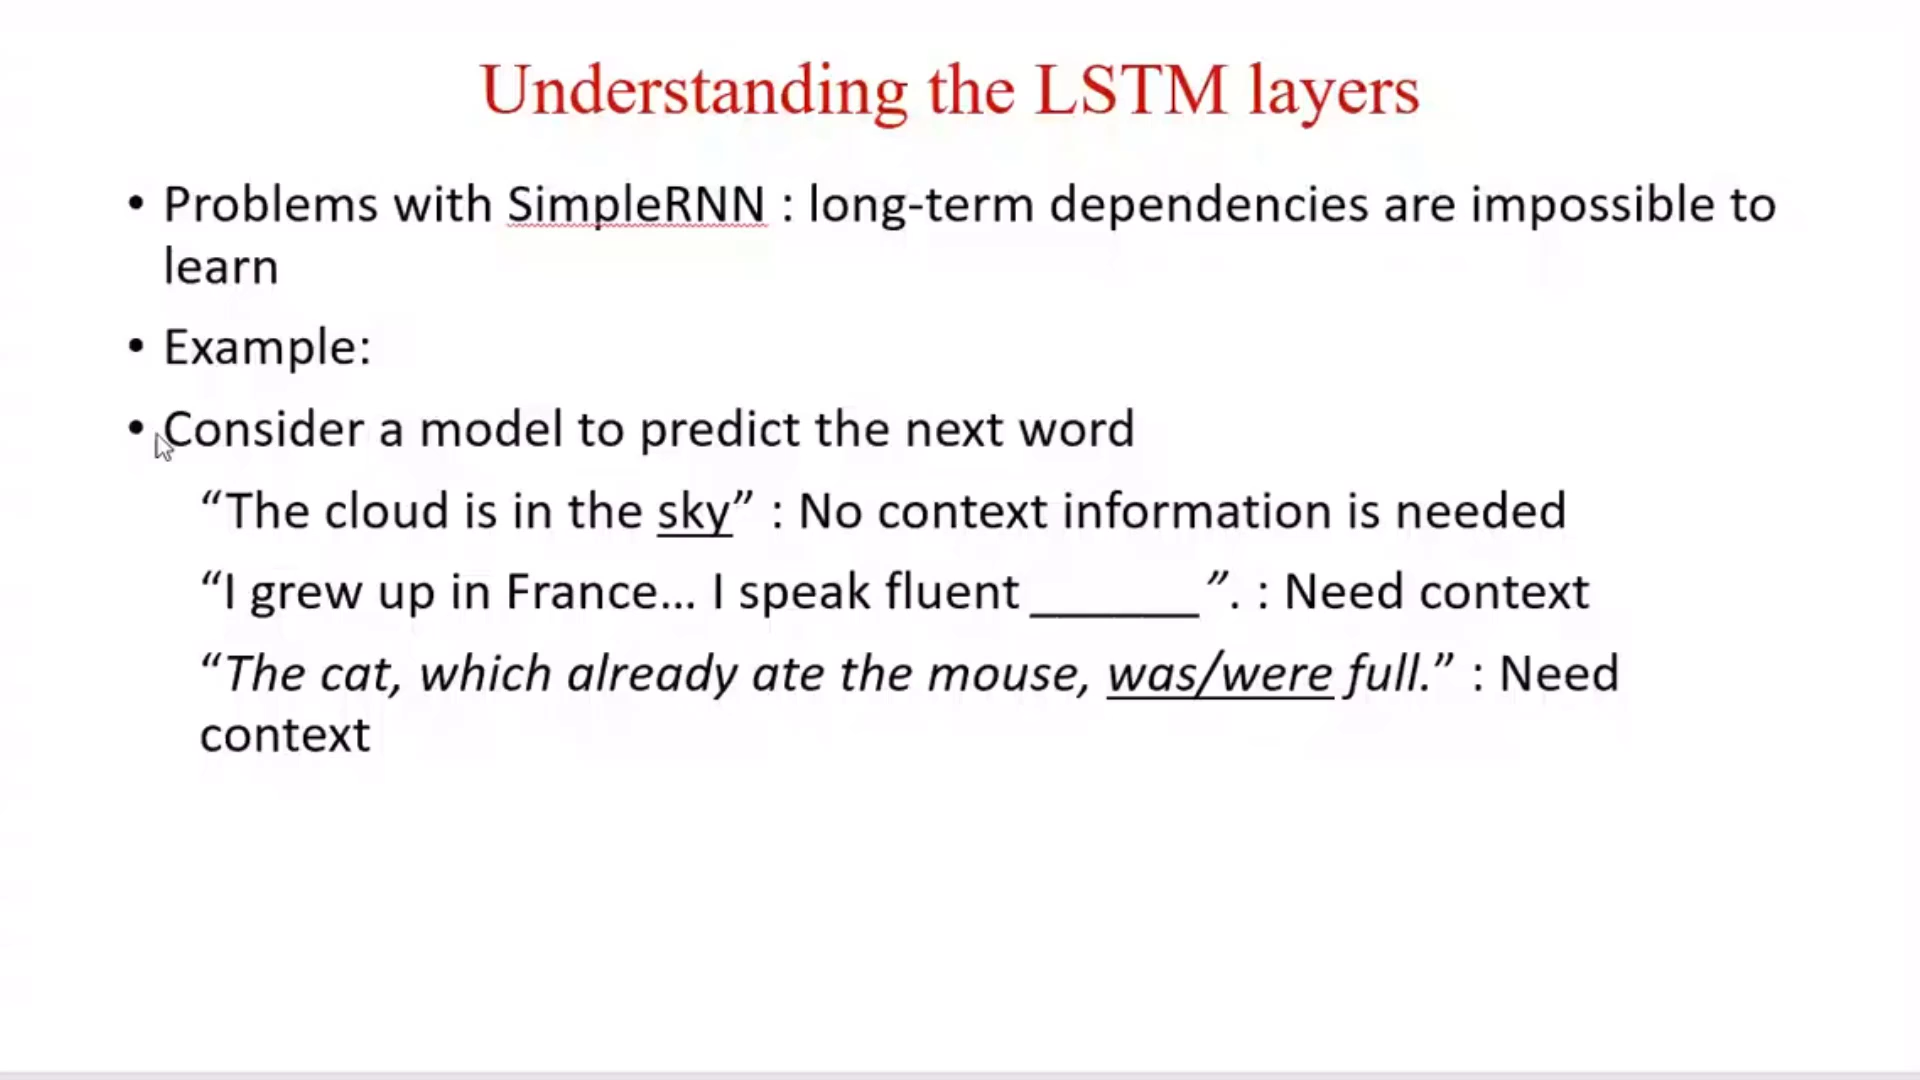 Understanding the LSTM layers
• Problems with SimpleRNN : long-term dependencies are impossible to
learn
• Example:
• Consider a model to predict the next word
“The cloud is in the sky” : No context information is needed
“I grew up in France… I speak fluent ______ ”. : Need context
“The cat, which already ate the mouse, was/were full.” : Need
context